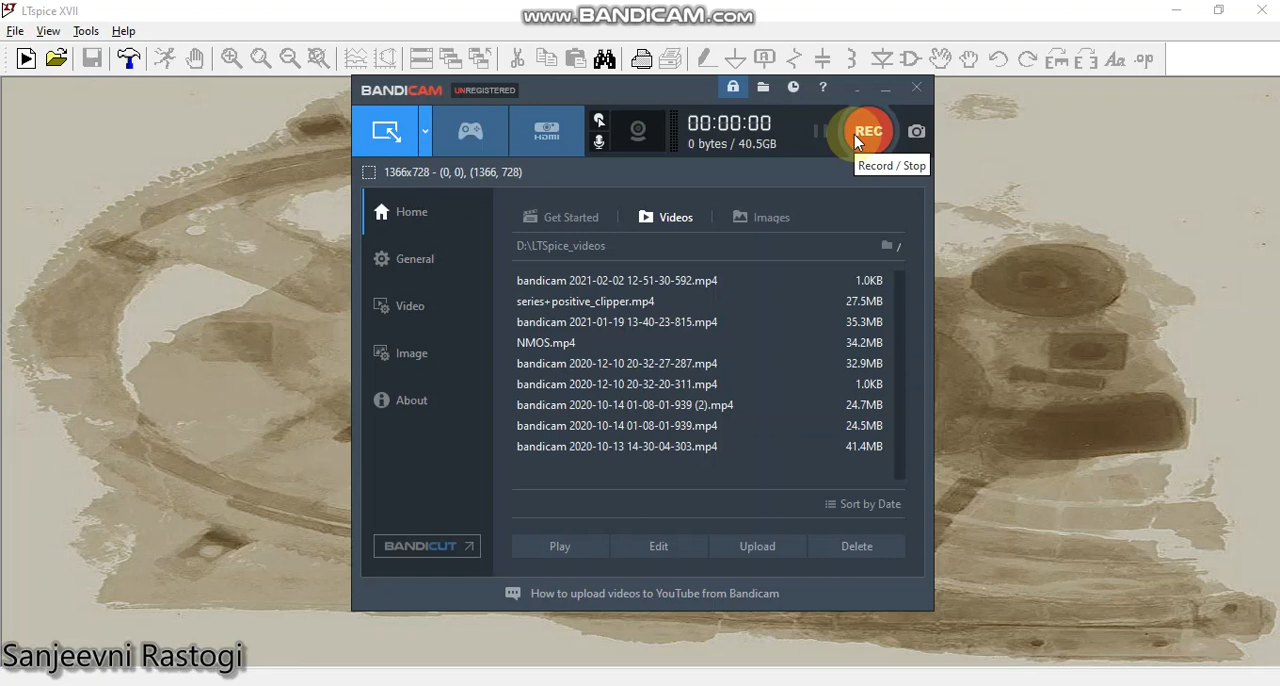 LTspice XVII
www.BANDICAM.com
File View Tools Help
BANDICAM UNREGISTERED
HDMI
00:00:00
0 bytes / 40.5GB
REC
Record / Stop
1366x728 - (0, 0), (1366, 728)
Home
General
Video
Image
About
BANDICUT
Get Started
Videos
Images
D:\LTSpice_videos
/
bandicam 2021-02-02 12-51-30-592.mp4 1.0KB
series+positive_clipper.mp4 27.5MB
bandicam 2021-01-19 13-40-23-815.mp4 35.3MB
NMOS.mp4 34.2MB
bandicam 2020-12-10 20-32-27-287.mp4 32.9MB
bandicam 2020-12-10 20-32-20-311.mp4 1.0KB
bandicam 2020-10-14 01-08-01-939 (2).mp4 24.7MB
bandicam 2020-10-14 01-08-01-939.mp4 24.5MB
bandicam 2020-10-13 14-30-04-303.mp4 41.4MB
Sort by Date
Play Edit Upload Delete
How to upload videos to YouTube from Bandicam
Sanjeevni Rastogi